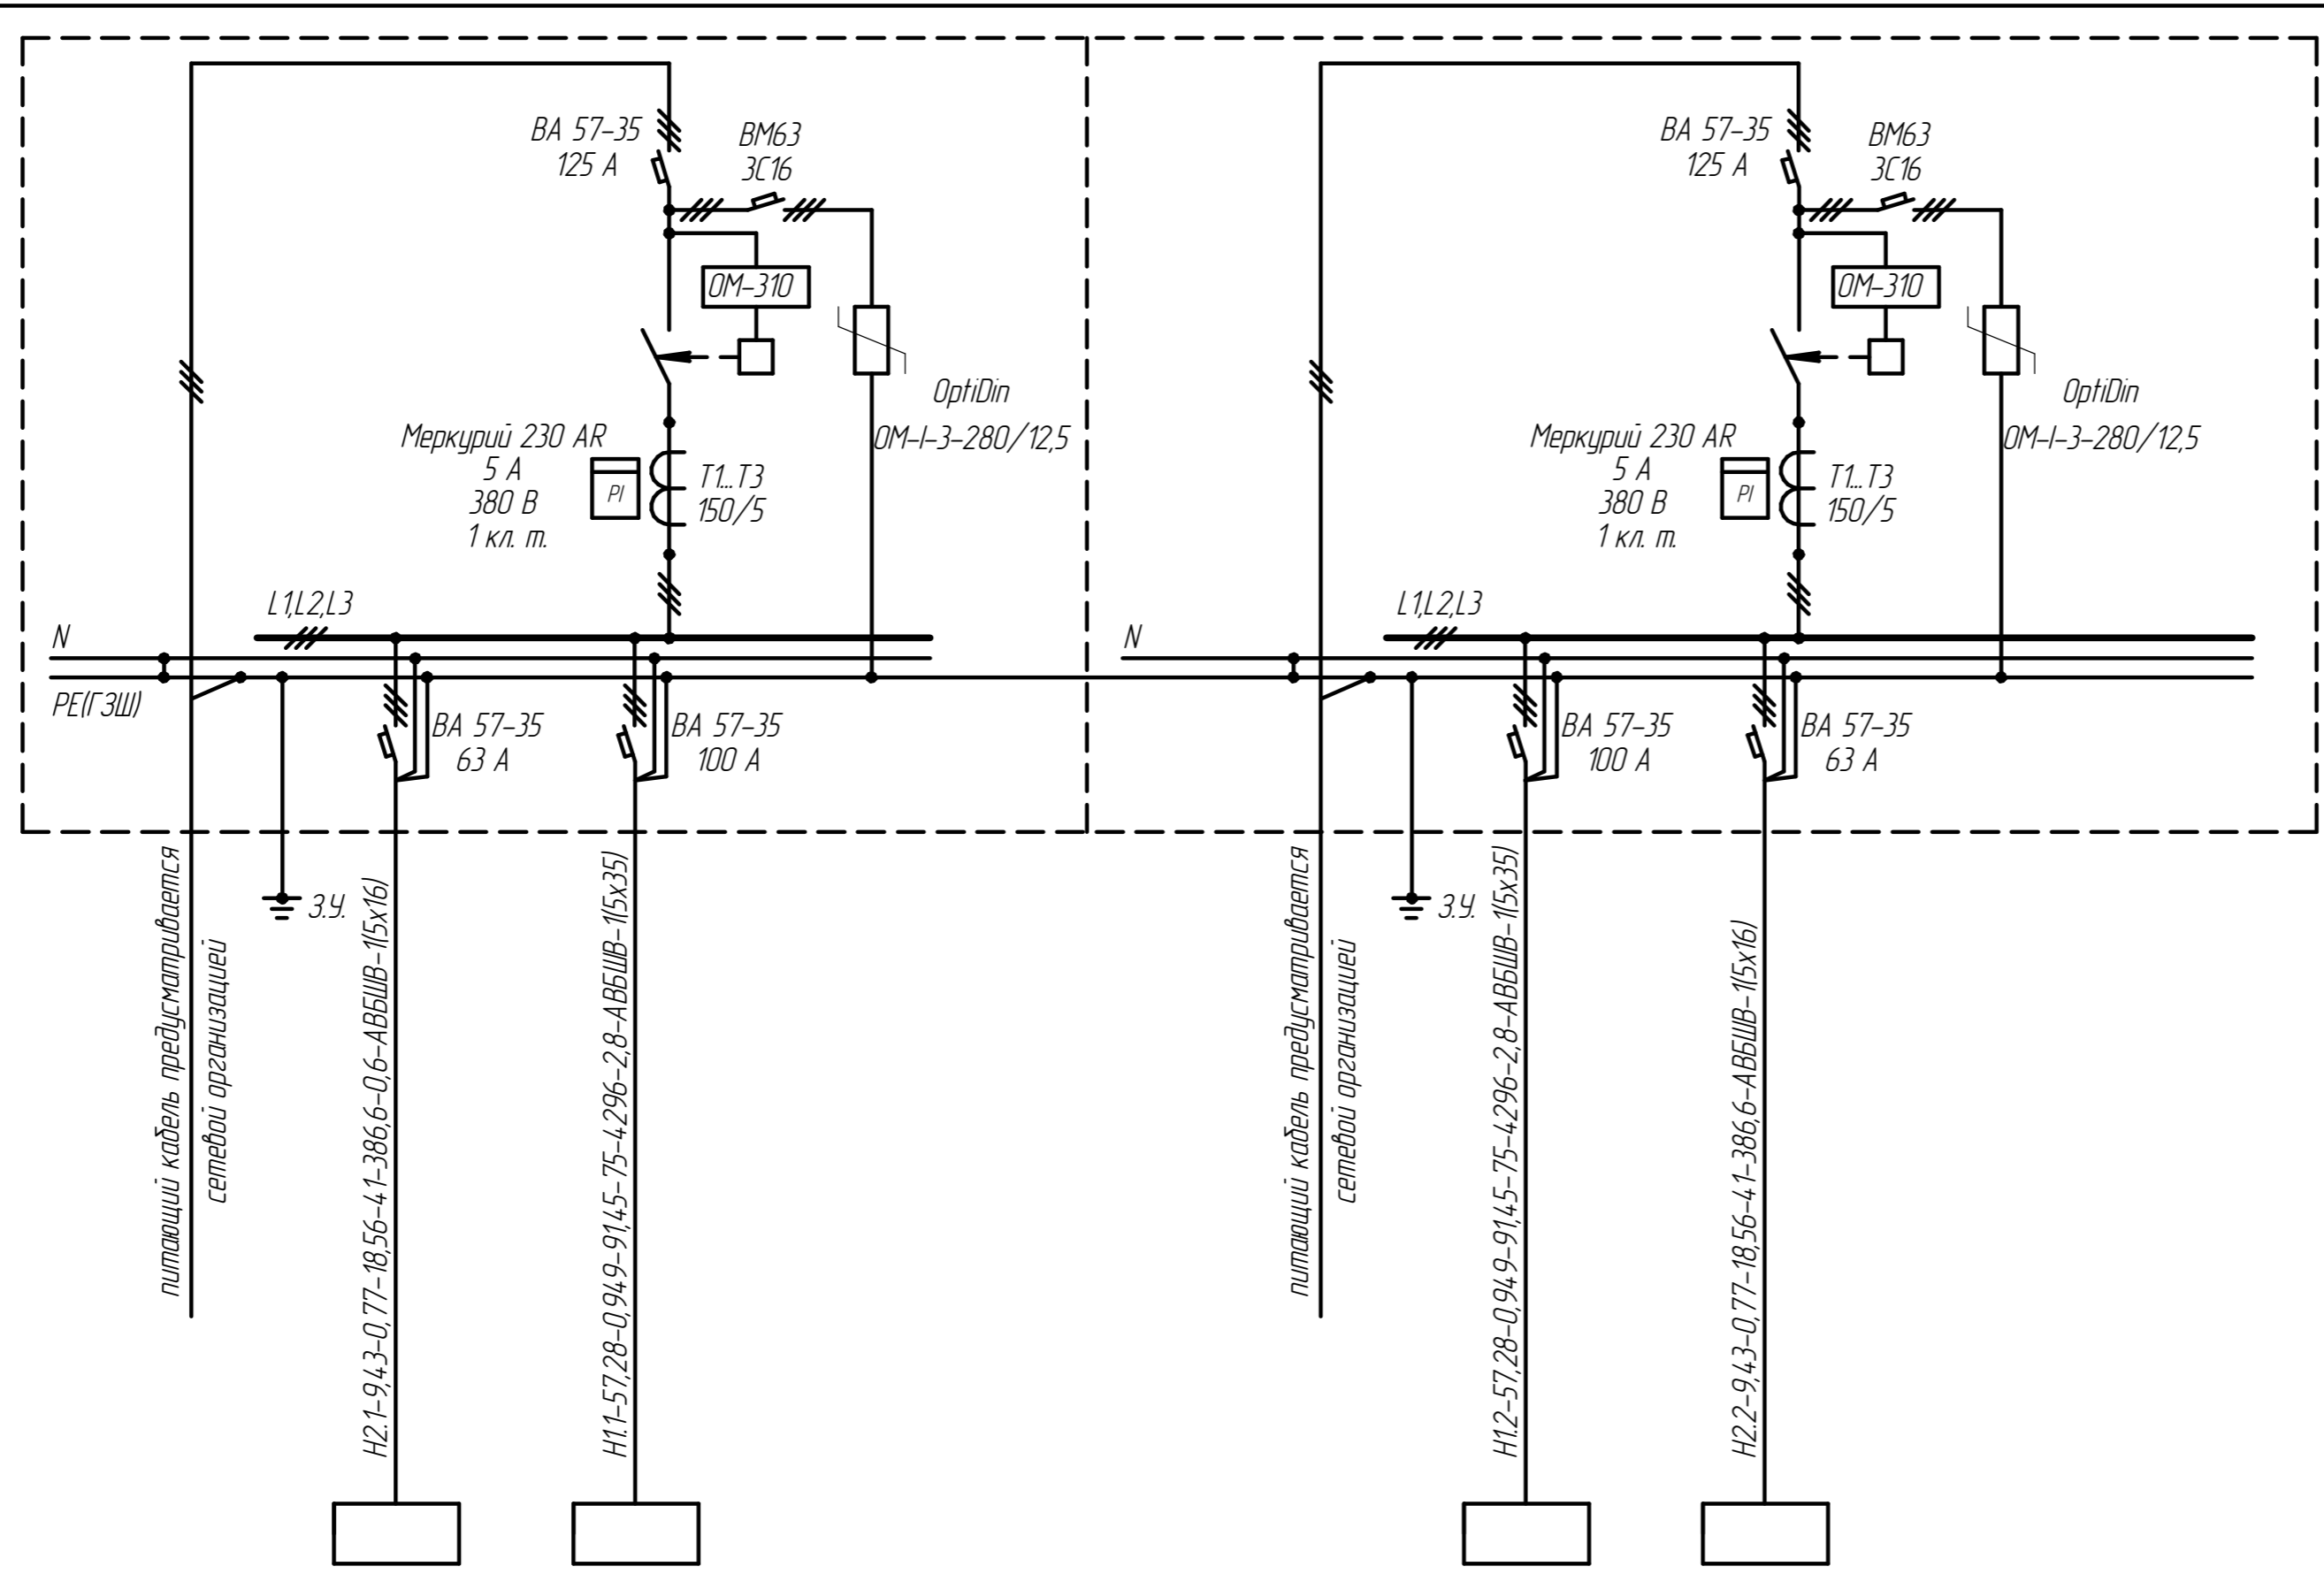 ВА 57-35
125 А
ВМ63
3С16
ОМ-310
OptiDin
ОМ-I-3-280/12,5
Меркурий 230 AR
5 А
380 В
1 кл. т.
PI
Т1...Т3
150/5
L1,L2,L3
N
PE(ГЗШ)
ВА 57-35
63 А
ВА 57-35
100 А
З.У.
питающий кабель предусматривается
сетевой организацией
Н2.1-9,43-0,77-18,56-41-386,6-0,6-АВБШВ-1(5х16)
Н1.1-57,28-0,949-91,45-75-4296-2,8-АВБШВ-1(5х35)
ВА 57-35
125 А
ВМ63
3С16
ОМ-310
OptiDin
ОМ-I-3-280/12,5
Меркурий 230 AR
5 А
380 В
1 кл. т.
PI
Т1...Т3
150/5
L1,L2,L3
N
ВА 57-35
100 А
ВА 57-35
63 А
З.У.
питающий кабель предусматривается
сетевой организацией
Н1.2-57,28-0,949-91,45-75-4296-2,8-АВБШВ-1(5х35)
Н2.2-9,43-0,77-18,56-41-386,6-АВБШВ-1(5х16)